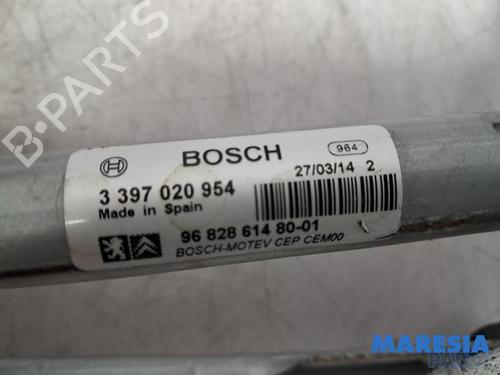 B-PARTS
BOSCH
964
3 397 020 954
27/03/14 2
Made in Spain
96 828 614 80-01
BOSCH-MOTEV CEP CEM00
MARESIA
PARTS